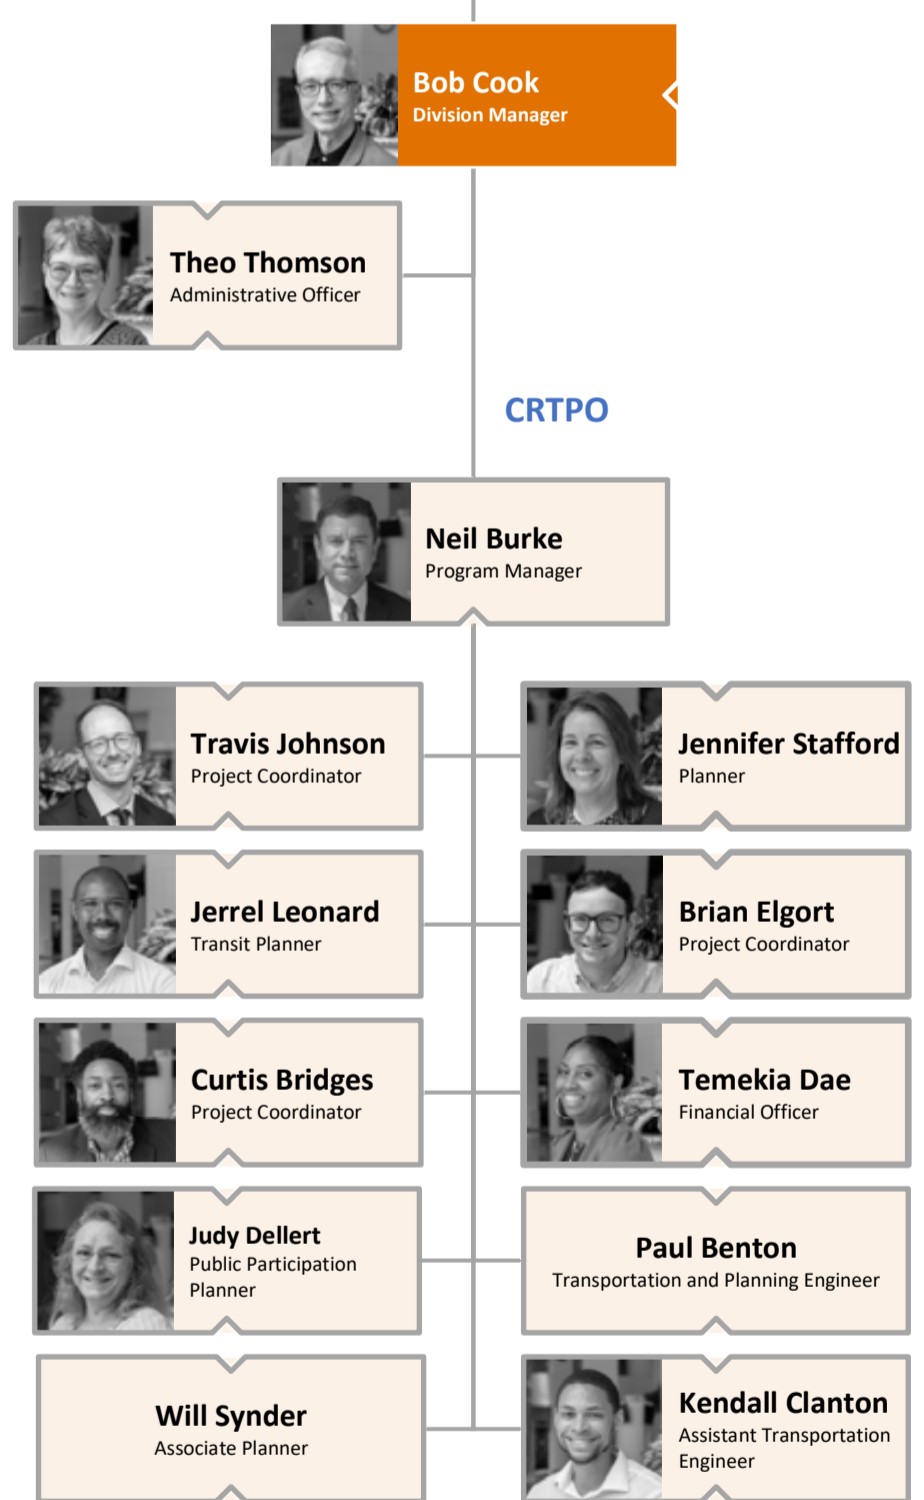 Bob Cook
Division Manager
Theo Thomson
Administrative Officer
CRTPO
Neil Burke
Program Manager
Travis Johnson
Project Coordinator
Jennifer Stafford
Planner
Jerrel Leonard
Transit Planner
Brian Elgort
Project Coordinator
Curtis Bridges
Project Coordinator
Temekia Dae
Financial Officer
Judy Dellert
Public Participation
Planner
Paul Benton
Transportation and Planning Engineer
Will Synder
Associate Planner
Kendall Clanton
Assistant Transportation
Engineer